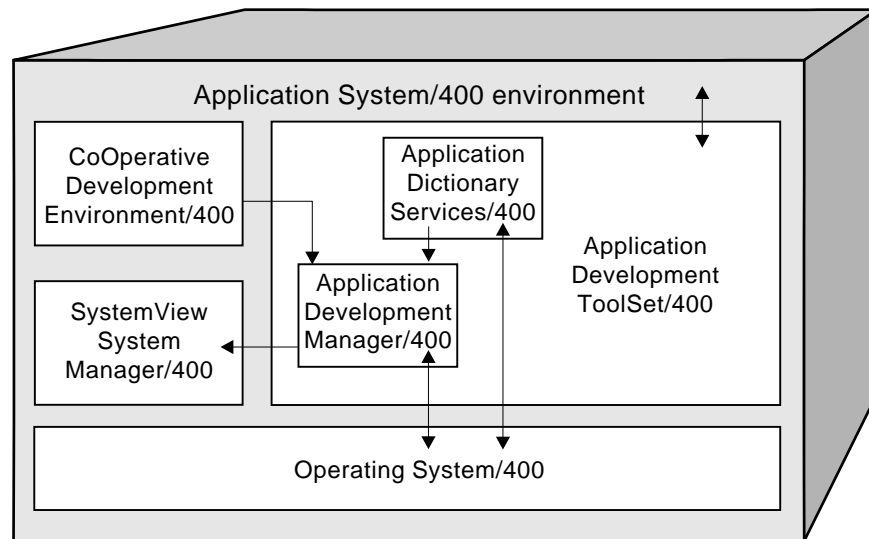 Application System/400 environment
CoOperative
Development
Environment/400
Application
Dictionary
Services/400
Application
Development
ToolSet/400
Application
Development
Manager/400
SystemView
System
Manager/400
Operating System/400